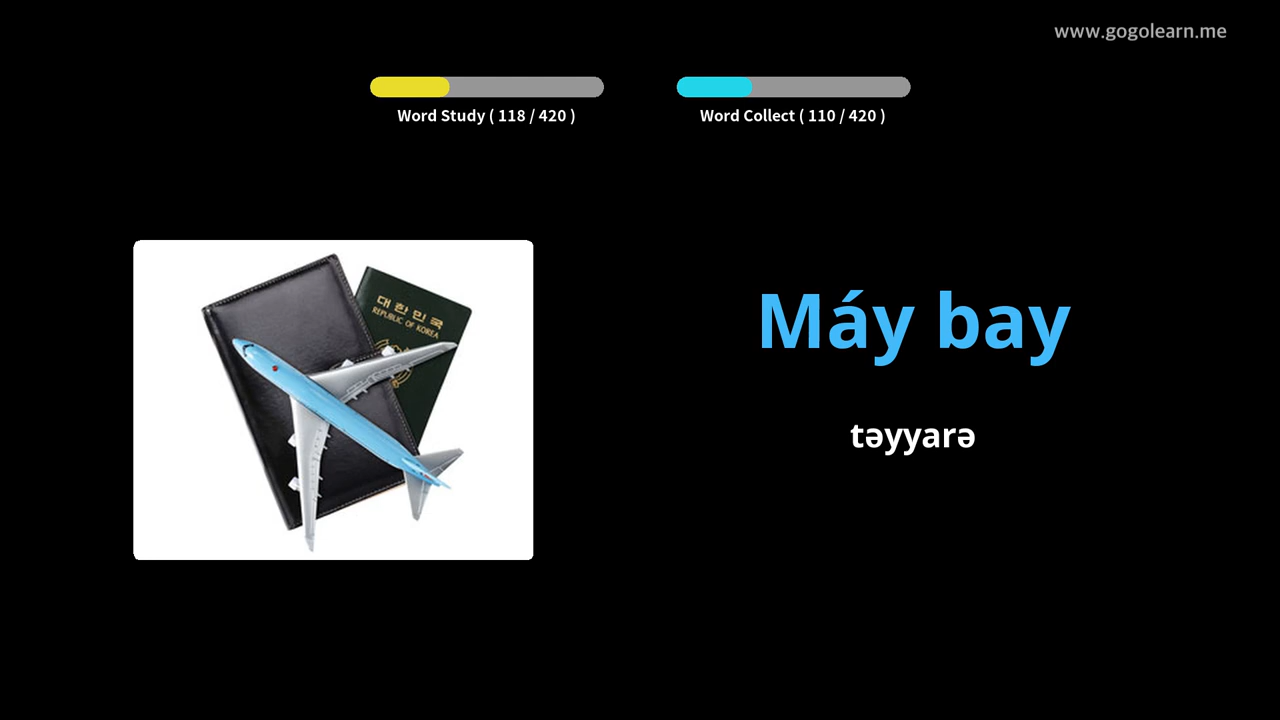 www.gogolearn.me
Word Study ( 118 / 420 )
Word Collect ( 110 / 420 )
대한민국
REPUBLIC OF KOREA
Máy bay
təyyarə